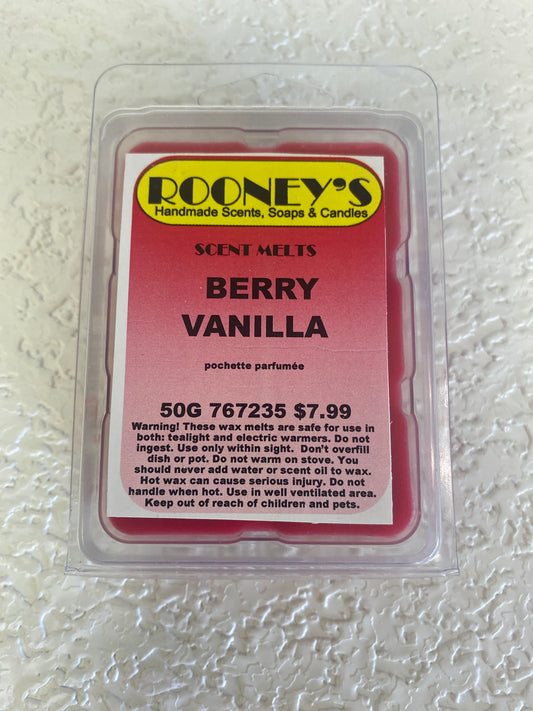 ROONEY'S
Handmade Scents, Soaps & Candles
SCENT MELTS
BERRY
VANILLA
pochette parfumée
50G 767235 $7.99
Warning! These wax melts are safe for use in
both: tealight and electric warmers. Do not
ingest. Use only within sight. Don't overfill
dish or pot. Do not warm on stove. You
should never add water or scent oil to wax.
Hot wax can cause serious injury. Do not
handle when hot. Use in well ventilated area.
Keep out of reach of children and pets.